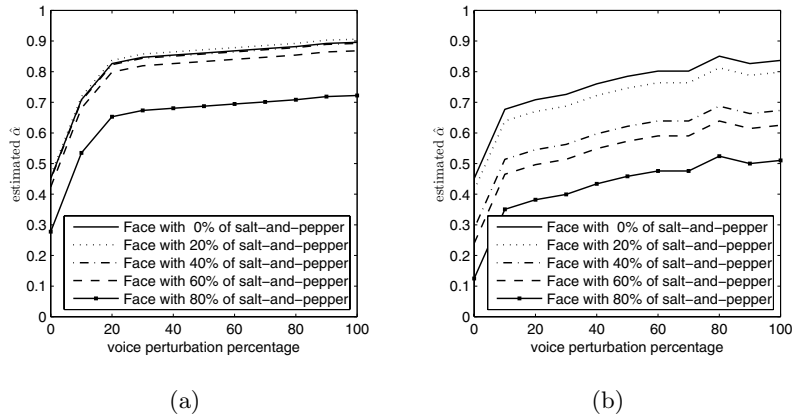 1
0.9
0.8
0.7
0.6
0.5
0.4
0.3
0.2
0.1
0
estimated α̂
Face with 0% of salt−and−pepper
Face with 20% of salt−and−pepper
Face with 40% of salt−and−pepper
Face with 60% of salt−and−pepper
Face with 80% of salt−and−pepper
0 20 40 60 80 100
voice perturbation percentage
(a)
1
0.9
0.8
0.7
0.6
0.5
0.4
0.3
0.2
0.1
0
estimated α̂
Face with 0% of salt−and−pepper
Face with 20% of salt−and−pepper
Face with 40% of salt−and−pepper
Face with 60% of salt−and−pepper
Face with 80% of salt−and−pepper
0 20 40 60 80 100
voice perturbation percentage
(b)